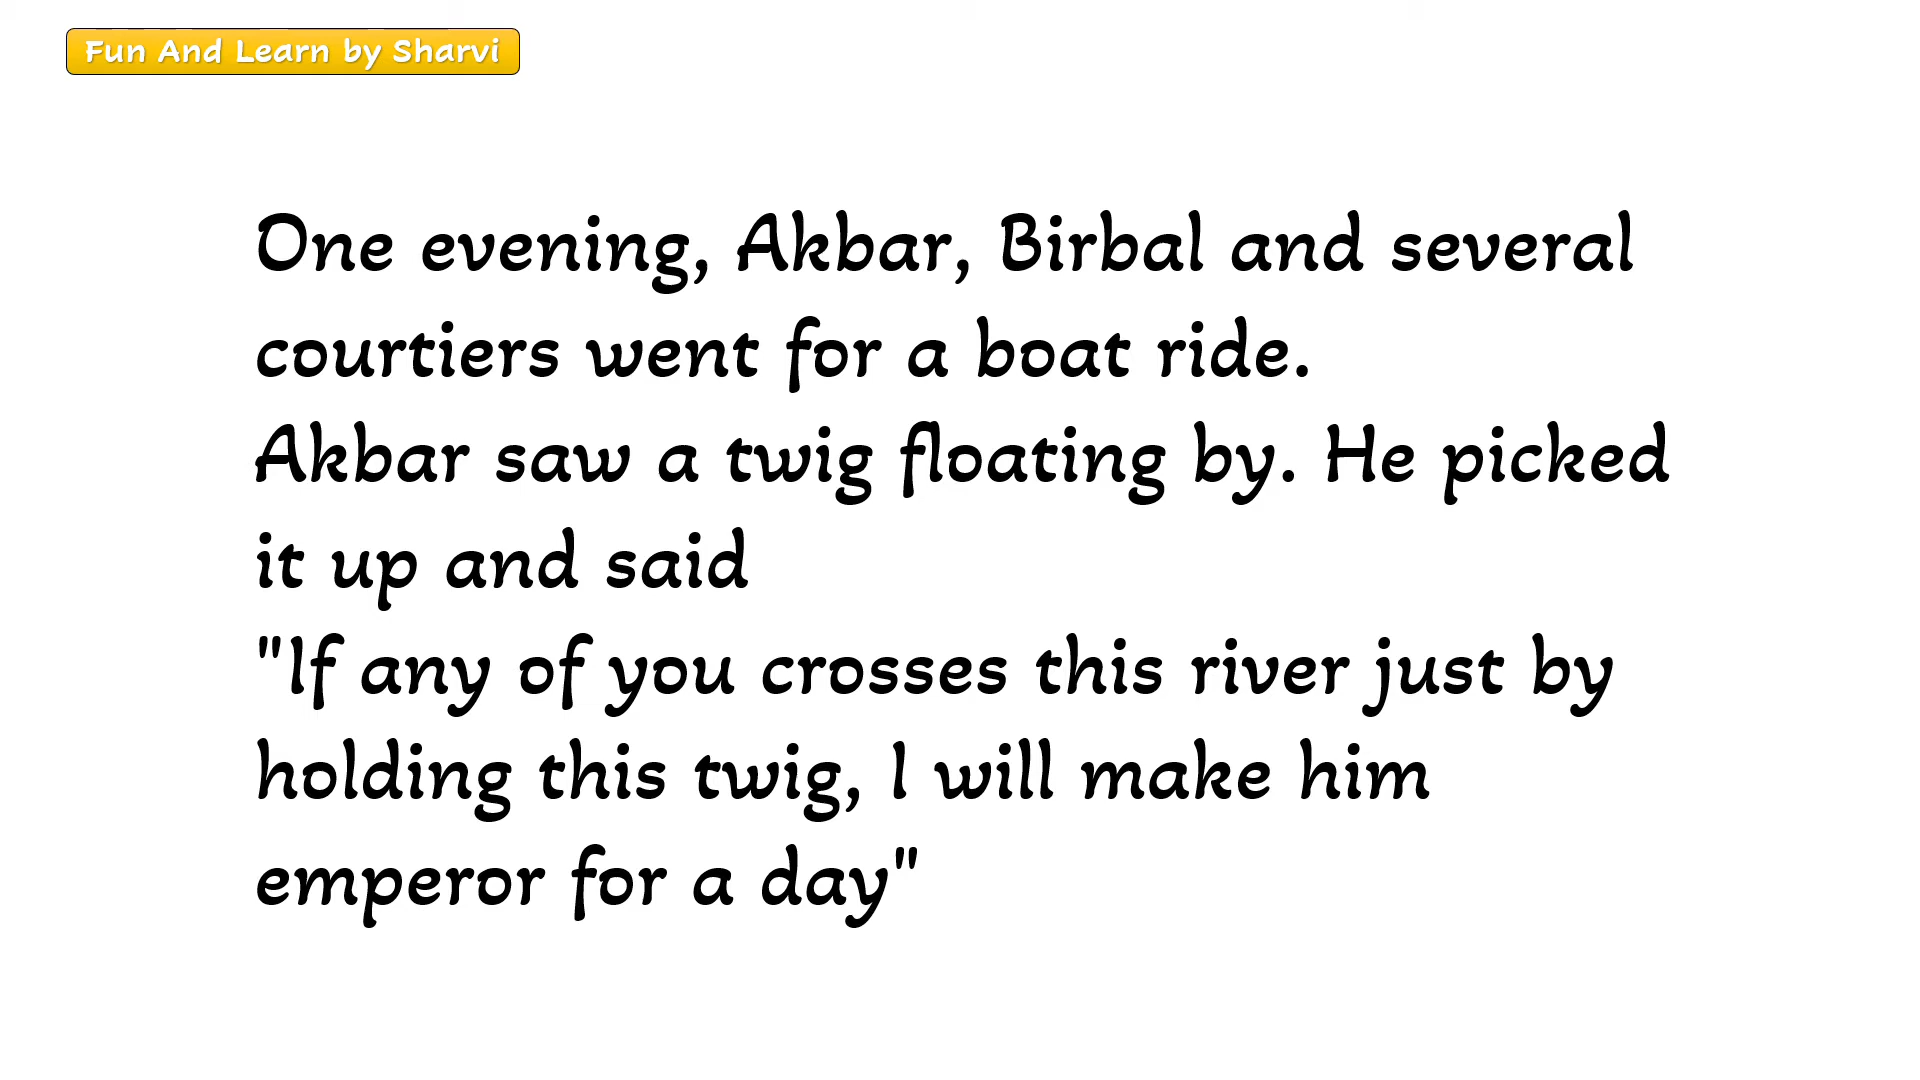 Fun And Learn by Sharvi
One evening, Akbar, Birbal and several
courtiers went for a boat ride.
Akbar saw a twig floating by. He picked
it up and said
"If any of you crosses this river just by
holding this twig, I will make him
emperor for a day"